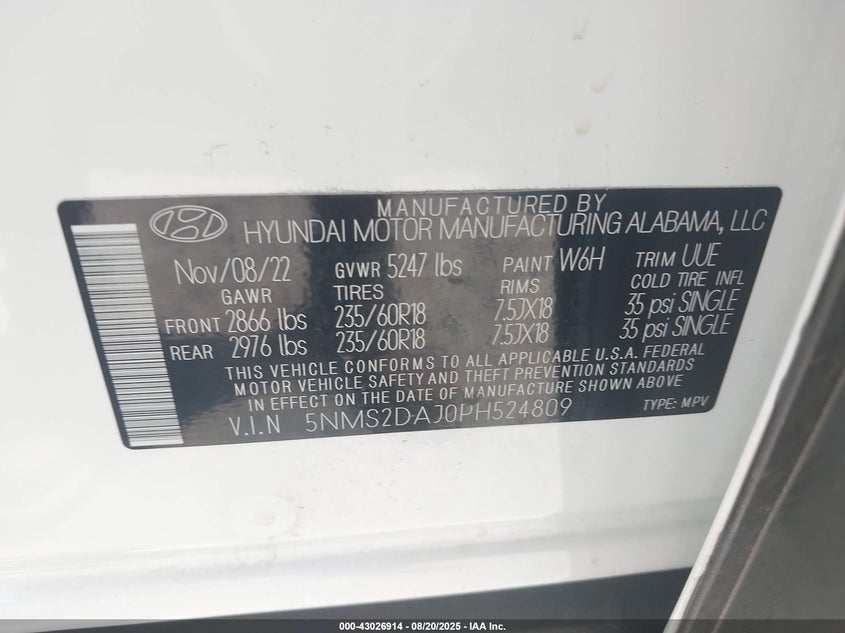 MANUFACTURED BY
HYUNDAI MOTOR MANUFACTURING ALABAMA, LLC
Nov/08/22 GVWR 5247 lbs PAINT W6H TRIM UUE
GAWR TIRES RIMS COLD TIRE INFL
FRONT 2866 lbs 235/60R18 7.5JX18 35 psi SINGLE
REAR 2976 lbs 235/60R18 7.5JX18 35 psi SINGLE
THIS VEHICLE CONFORMS TO ALL APPLICABLE U.S.A. FEDERAL
MOTOR VEHICLE SAFETY AND THEFT PREVENTION STANDARDS
IN EFFECT ON THE DATE OF MANUFACTURE SHOWN ABOVE
V.I.N 5NMS2DAJ0PH524809 TYPE: MPV
000-43026914 - 08/20/2025 - IAA Inc.